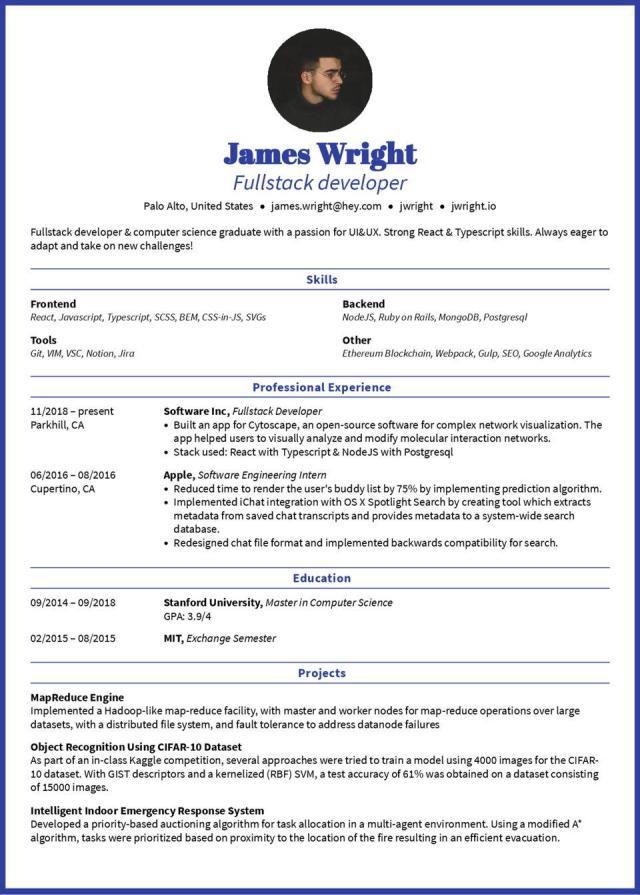 James Wright
Fullstack developer
Palo Alto, United States • james.wright@hey.com • jwright • jwright.io
Fullstack developer & computer science graduate with a passion for UI&UX. Strong React & Typescript skills. Always eager to
adapt and take on new challenges!
Skills
Frontend
React, Javascript, Typescript, SCSS, BEM, CSS-in-JS, SVGs
Backend
NodeJS, Ruby on Rails, MongoDB, Postgresql
Tools
Git, VIM, VSC, Notion, Jira
Other
Ethereum Blockchain, Webpack, Gulp, SEO, Google Analytics
Professional Experience
11/2018 – present
Parkhill, CA
Software Inc, Fullstack Developer
• Built an app for Cytoscape, an open-source software for complex network visualization. The
app helped users to visually analyze and modify molecular interaction networks.
• Stack used: React with Typescript & NodeJS with Postgresql
06/2016 – 08/2016
Cupertino, CA
Apple, Software Engineering Intern
• Reduced time to render the user's buddy list by 75% by implementing prediction algorithm.
• Implemented iChat integration with OS X Spotlight Search by creating tool which extracts
metadata from saved chat transcripts and provides metadata to a system-wide search
database.
• Redesigned chat file format and implemented backwards compatibility for search.
Education
09/2014 – 09/2018
Stanford University, Master in Computer Science
GPA: 3.9/4
02/2015 – 08/2015
MIT, Exchange Semester
Projects
MapReduce Engine
Implemented a Hadoop-like map-reduce facility, with master and worker nodes for map-reduce operations over large
datasets, with a distributed file system, and fault tolerance to address datanode failures
Object Recognition Using CIFAR-10 Dataset
As part of an in-class Kaggle competition, several approaches were tried to train a model using 4000 images for the CIFAR-
10 dataset. With GIST descriptors and a kernelized (RBF) SVM, a test accuracy of 61% was obtained on a dataset consisting
of 15000 images.
Intelligent Indoor Emergency Response System
Developed a priority-based auctioning algorithm for task allocation in a multi-agent environment. Using a modified A*
algorithm, tasks were prioritized based on proximity to the location of the fire resulting in an efficient evacuation.